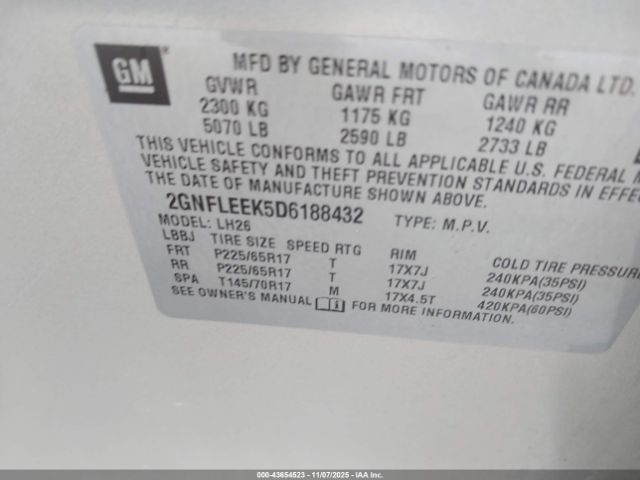 GM
MFD BY GENERAL MOTORS OF CANADA LTD.
GVWR GAWR FRT GAWR RR
2300 KG 1175 KG 1240 KG
5070 LB 2590 LB 2733 LB
THIS VEHICLE CONFORMS TO ALL APPLICABLE U.S. FEDERAL M
VEHICLE SAFETY AND THEFT PREVENTION STANDARDS IN EFFE
THE DATE OF MANUFACTURE SHOWN ABOVE.
2GNFLEEK5D6188432 TYPE: M.P.V.
MODEL: LH26
LBBJ TIRE SIZE SPEED RTG RIM COLD TIRE PRESSURE
FRT P225/65R17 T 17X7J 240KPA(35PSI)
RR P225/65R17 T 17X7J 240KPA(35PSI)
SPA T145/70R17 M 17X4.5T 420KPA(60PSI)
SEE OWNER'S MANUAL FOR MORE INFORMATION.
000-43654523 - 11/07/2025 - IAAI.COM